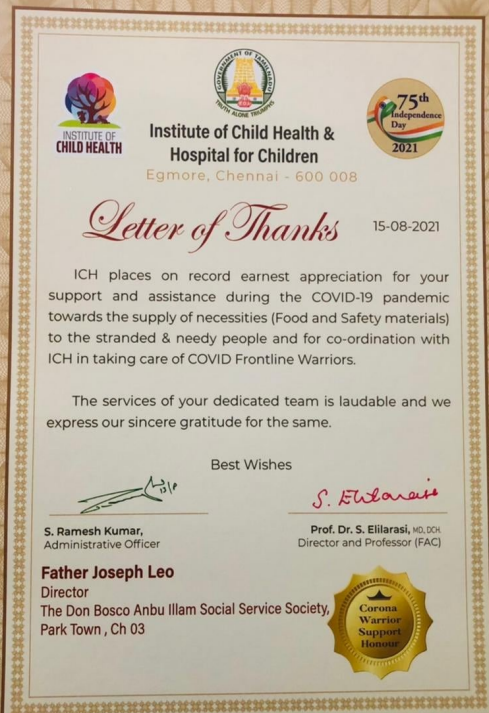 GOVERNMENT OF TAMILNADU
TRUTH ALONE TRIUMPHS
INSTITUTE OF
CHILD HEALTH
75th
Independence
Day
2021
Institute of Child Health &
Hospital for Children
Egmore, Chennai - 600 008
Letter of Thanks
15-08-2021
ICH places on record earnest appreciation for your
support and assistance during the COVID-19 pandemic
towards the supply of necessities (Food and Safety materials)
to the stranded & needy people and for co-ordination with
ICH in taking care of COVID Frontline Warriors.
The services of your dedicated team is laudable and we
express our sincere gratitude for the same.
Best Wishes
S. Ramesh Kumar,
Administrative Officer
Prof. Dr. S. Elilarasi, MD, DCH.
Director and Professor (FAC)
Father Joseph Leo
Director
The Don Bosco Anbu Illam Social Service Society,
Park Town , Ch 03
Corona
Warrior
Support
Honour